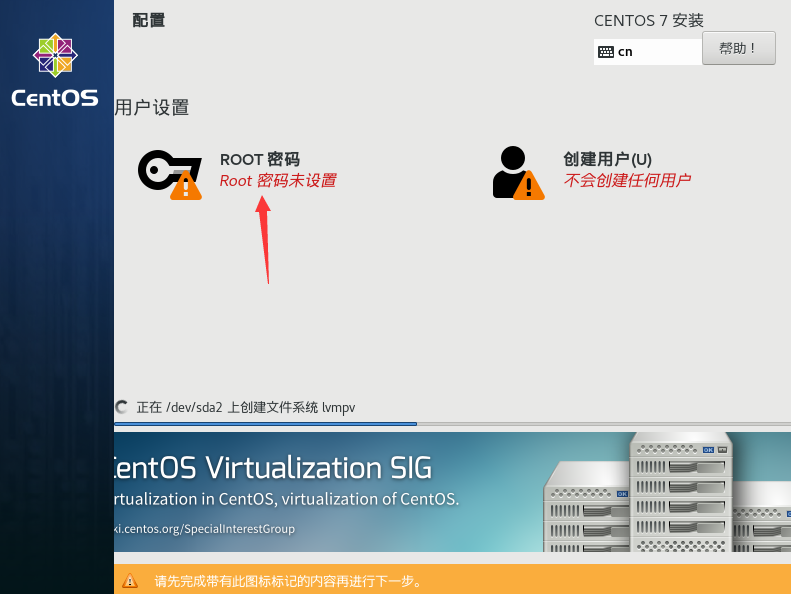 配置
CENTOS 7 安装
cn
帮助！
CentOS
用户设置
ROOT 密码
Root 密码未设置
创建用户(U)
不会创建任何用户
正在 /dev/sda2 上创建文件系统 lvmpv
CentOS Virtualization SIG
rtualization in CentOS, virtualization of CentOS.
ki.centos.org/SpecialInterestGroup
OK
OK
请先完成带有此图标标记的内容再进行下一步。